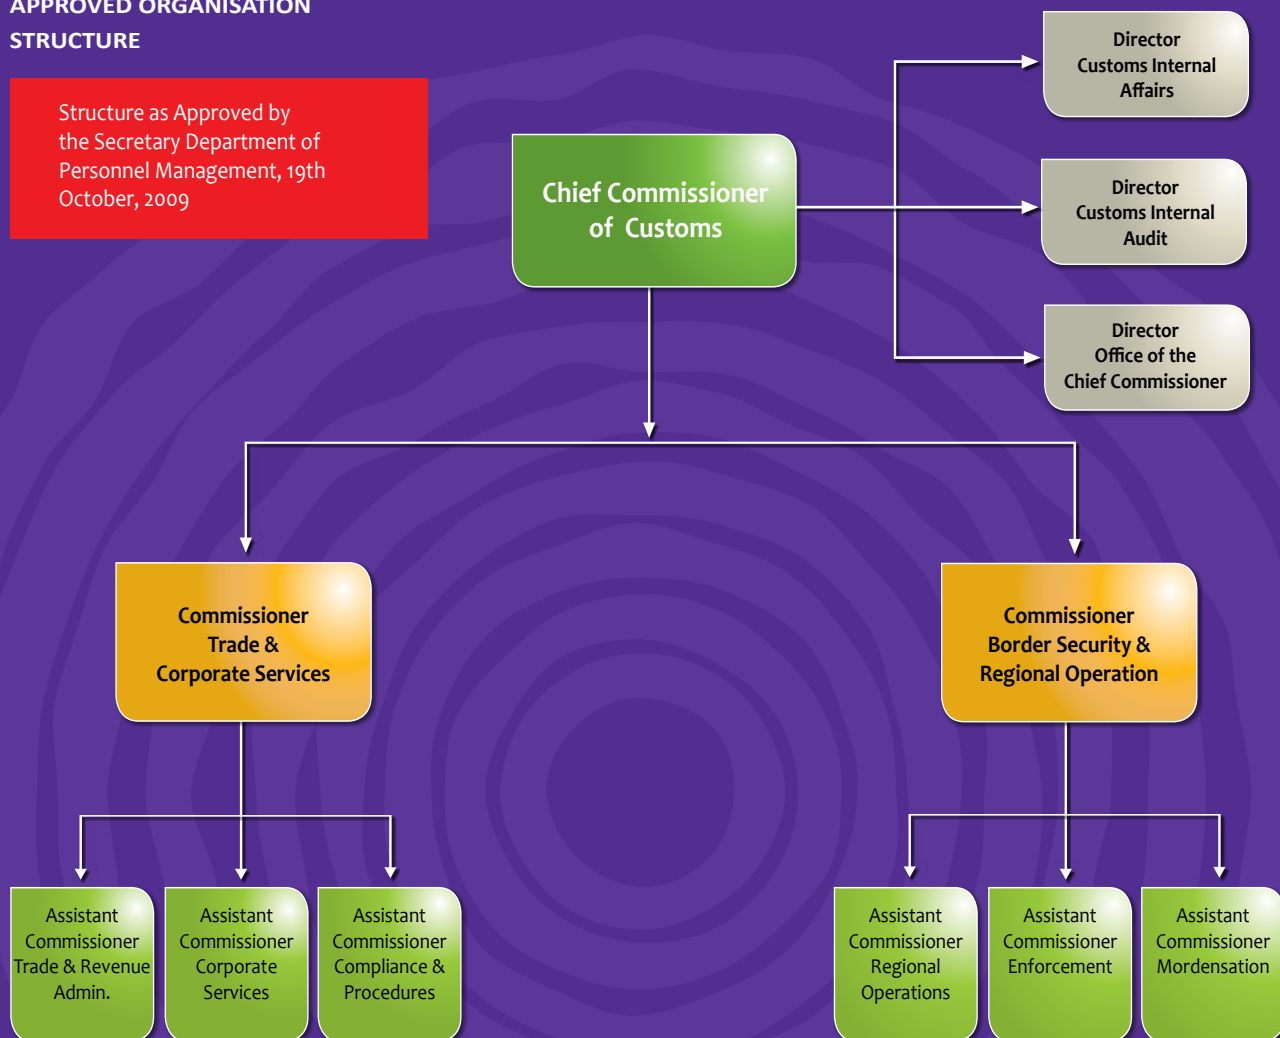 APPROVED ORGANISATION
STRUCTURE
Structure as Approved by
the Secretary Department of
Personnel Management, 19th
October, 2009
Chief Commissioner
of Customs
Director
Customs Internal
Affairs
Director
Customs Internal
Audit
Director
Office of the
Chief Commissioner
Commissioner
Trade &
Corporate Services
Commissioner
Border Security &
Regional Operation
Assistant
Commissioner
Trade & Revenue
Admin.
Assistant
Commissioner
Corporate
Services
Assistant
Commissioner
Compliance &
Procedures
Assistant
Commissioner
Regional
Operations
Assistant
Commissioner
Enforcement
Assistant
Commissioner
Mordensation